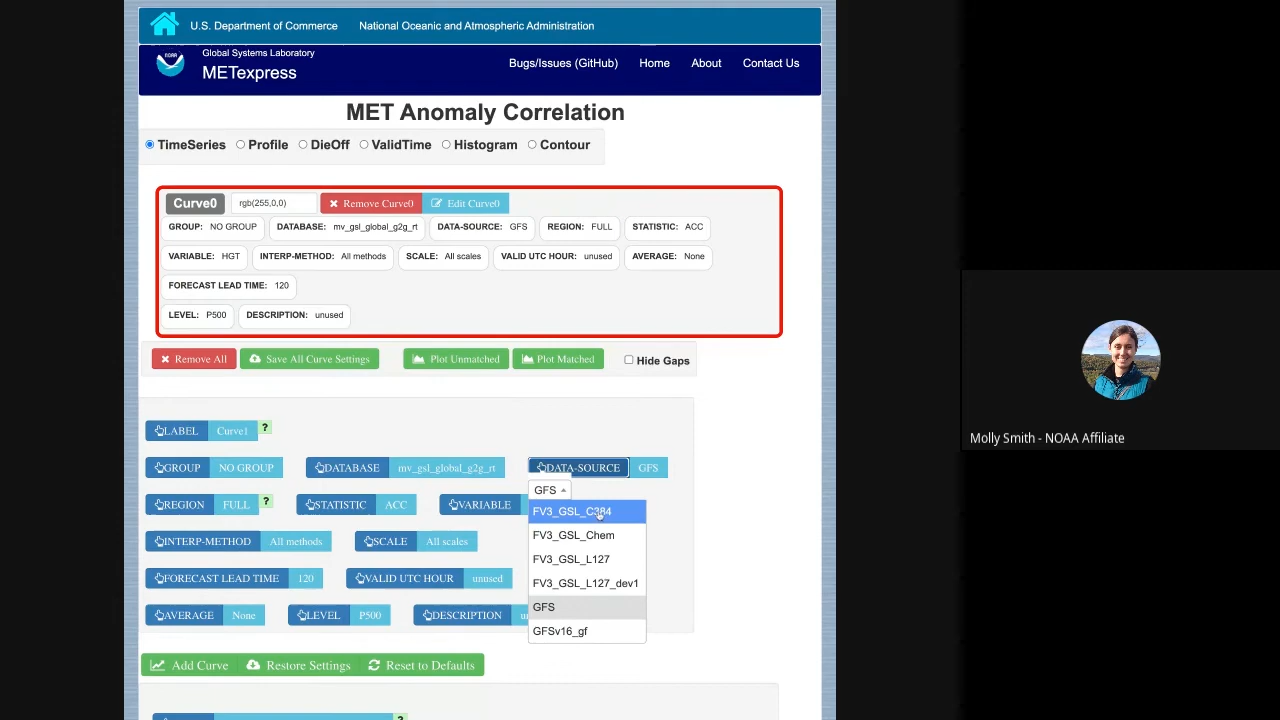 U.S. Department of Commerce National Oceanic and Atmospheric Administration
NOAA
Global Systems Laboratory
METexpress
Bugs/Issues (GitHub) Home About Contact Us
MET Anomaly Correlation
TimeSeries Profile DieOff ValidTime Histogram Contour
Curve0 rgb(255,0,0) Remove Curve0 Edit Curve0
GROUP: NO GROUP DATABASE: mv_gsl_global_g2g_rt DATA-SOURCE: GFS REGION: FULL STATISTIC: ACC
VARIABLE: HGT INTERP-METHOD: All methods SCALE: All scales VALID UTC HOUR: unused AVERAGE: None
FORECAST LEAD TIME: 120
LEVEL: P500 DESCRIPTION: unused
Remove All Save All Curve Settings Plot Unmatched Plot Matched Hide Gaps
LABEL Curve1 ?
GROUP NO GROUP DATABASE mv_gsl_global_g2g_rt DATA-SOURCE GFS
GFS
REGION FULL ? STATISTIC ACC VARIABLE
FV3_GSL_C384
FV3_GSL_Chem
INTERP-METHOD All methods SCALE All scales
FV3_GSL_L127
FORECAST LEAD TIME 120 VALID UTC HOUR unused
FV3_GSL_L127_dev1
GFS
AVERAGE None LEVEL P500 DESCRIPTION
GFSv16_gf
Add Curve Restore Settings Reset to Defaults
?
Molly Smith - NOAA Affiliate